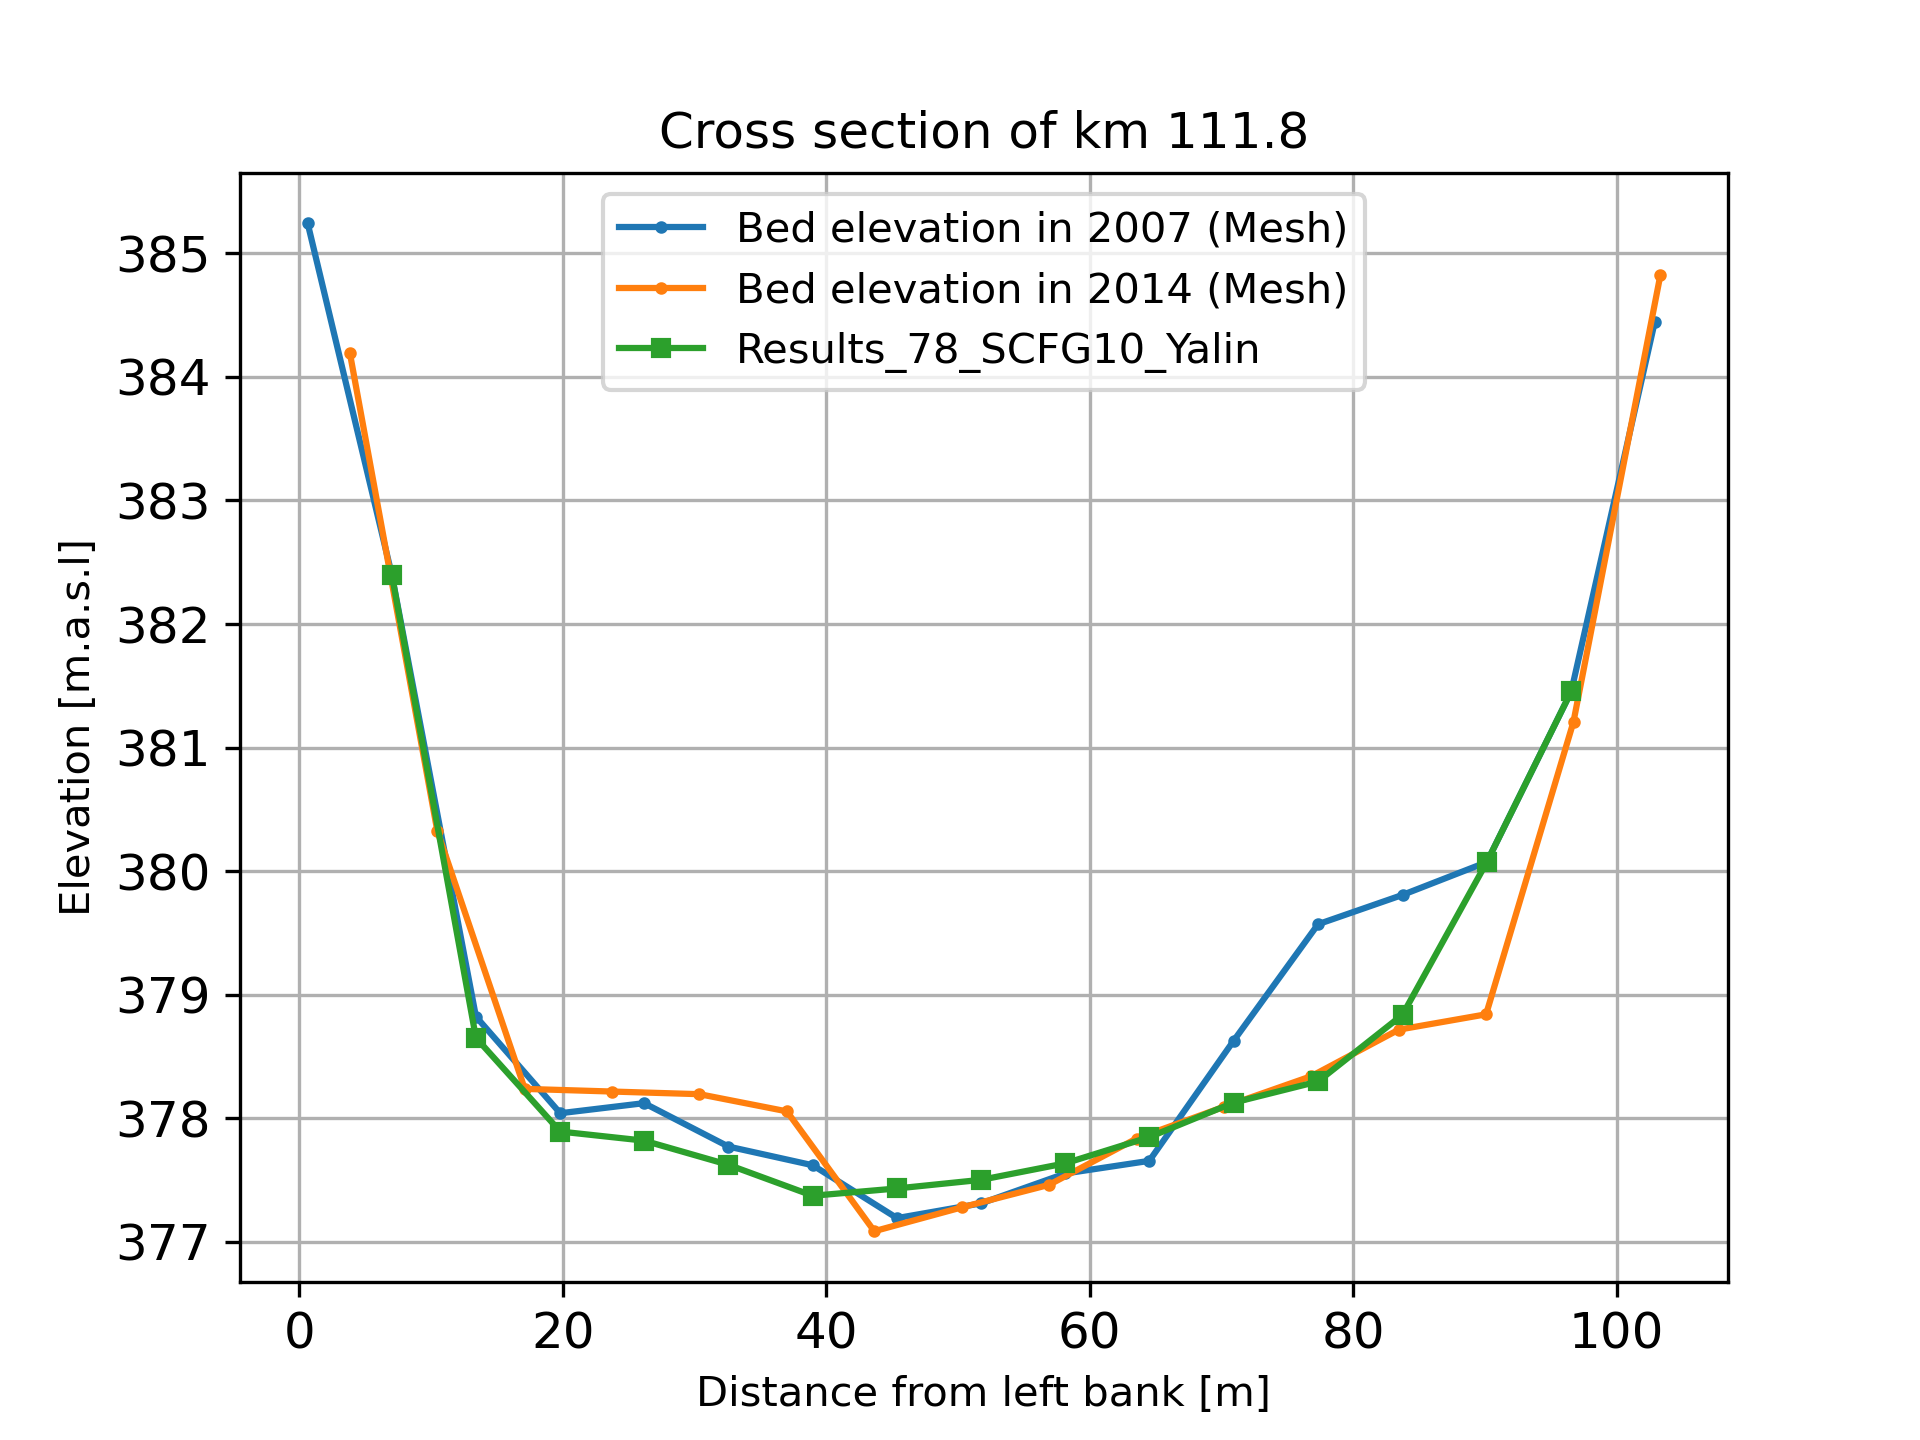 Cross section of km 111.8
Bed elevation in 2007 (Mesh)
Bed elevation in 2014 (Mesh)
Results_78_SCFG10_Yalin
385
384
383
382
381
380
379
378
377
Elevation [m.a.s.l]
0 20 40 60 80 100
Distance from left bank [m]